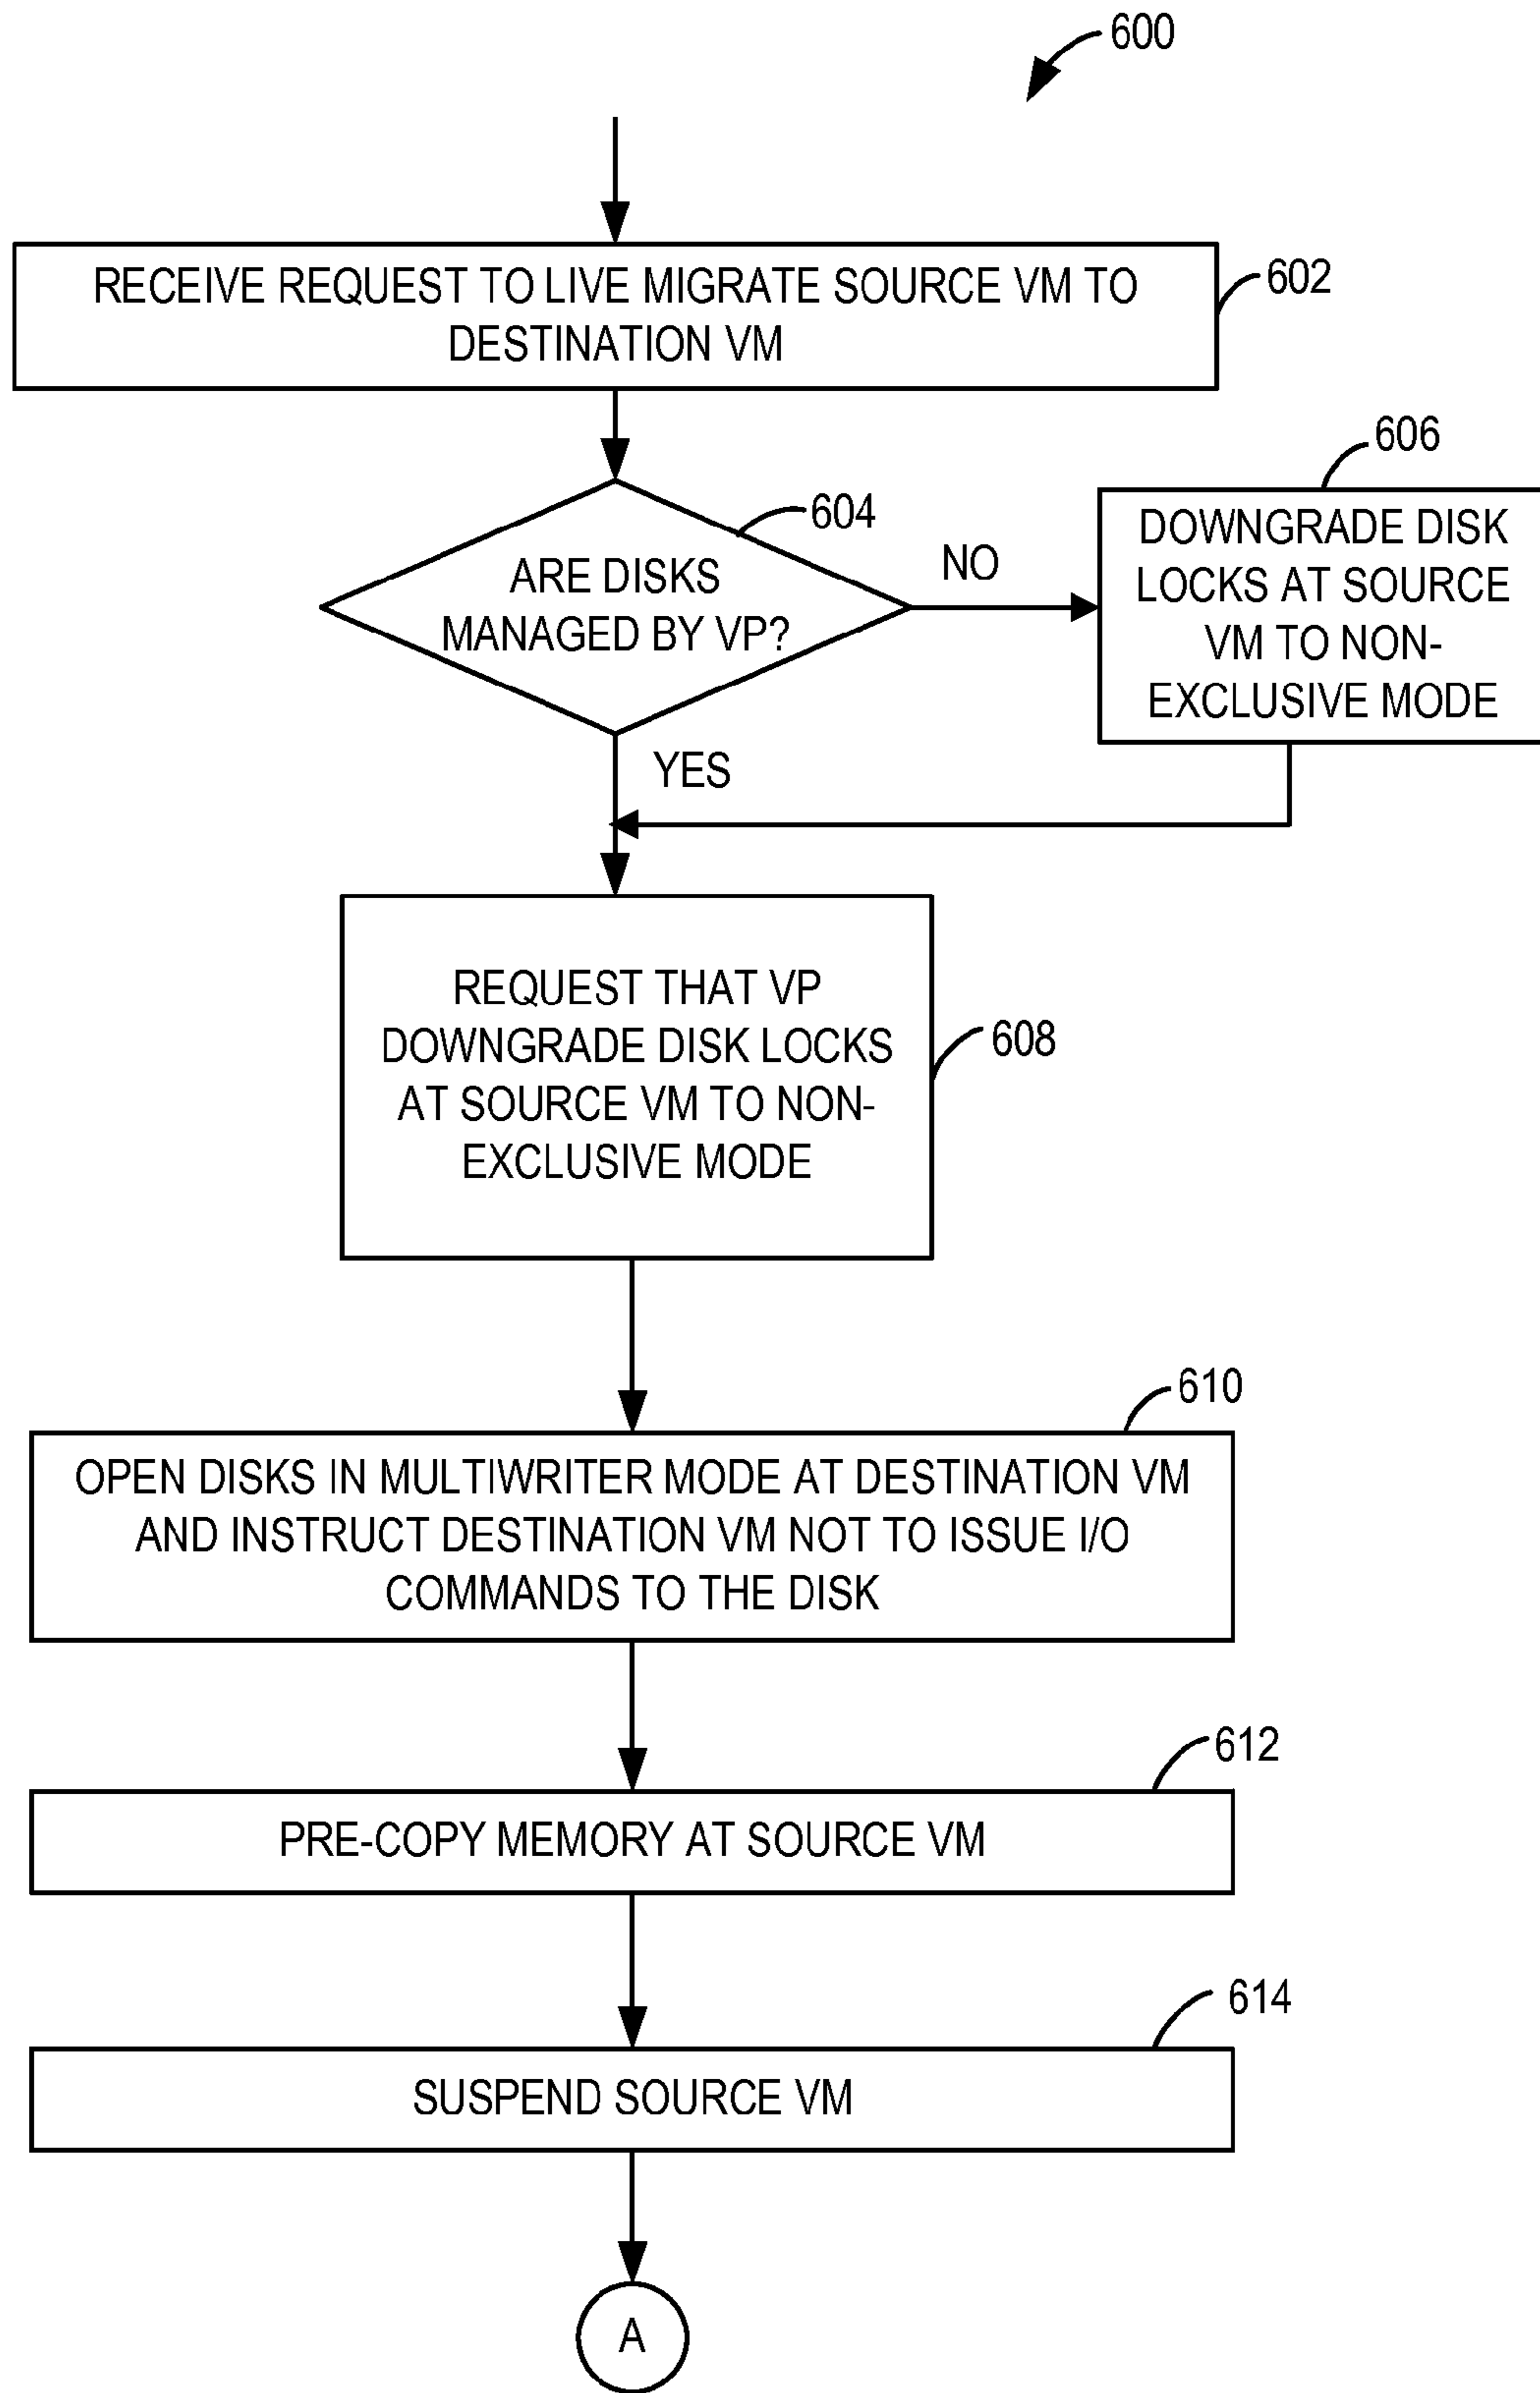 600
RECEIVE REQUEST TO LIVE MIGRATE SOURCE VM TO
DESTINATION VM
602
604
ARE DISKS
MANAGED BY VP?
NO
606
DOWNGRADE DISK
LOCKS AT SOURCE
VM TO NON-
EXCLUSIVE MODE
YES
REQUEST THAT VP
DOWNGRADE DISK LOCKS
AT SOURCE VM TO NON-
EXCLUSIVE MODE
608
610
OPEN DISKS IN MULTIWRITER MODE AT DESTINATION VM
AND INSTRUCT DESTINATION VM NOT TO ISSUE I/O
COMMANDS TO THE DISK
612
PRE-COPY MEMORY AT SOURCE VM
614
SUSPEND SOURCE VM
A